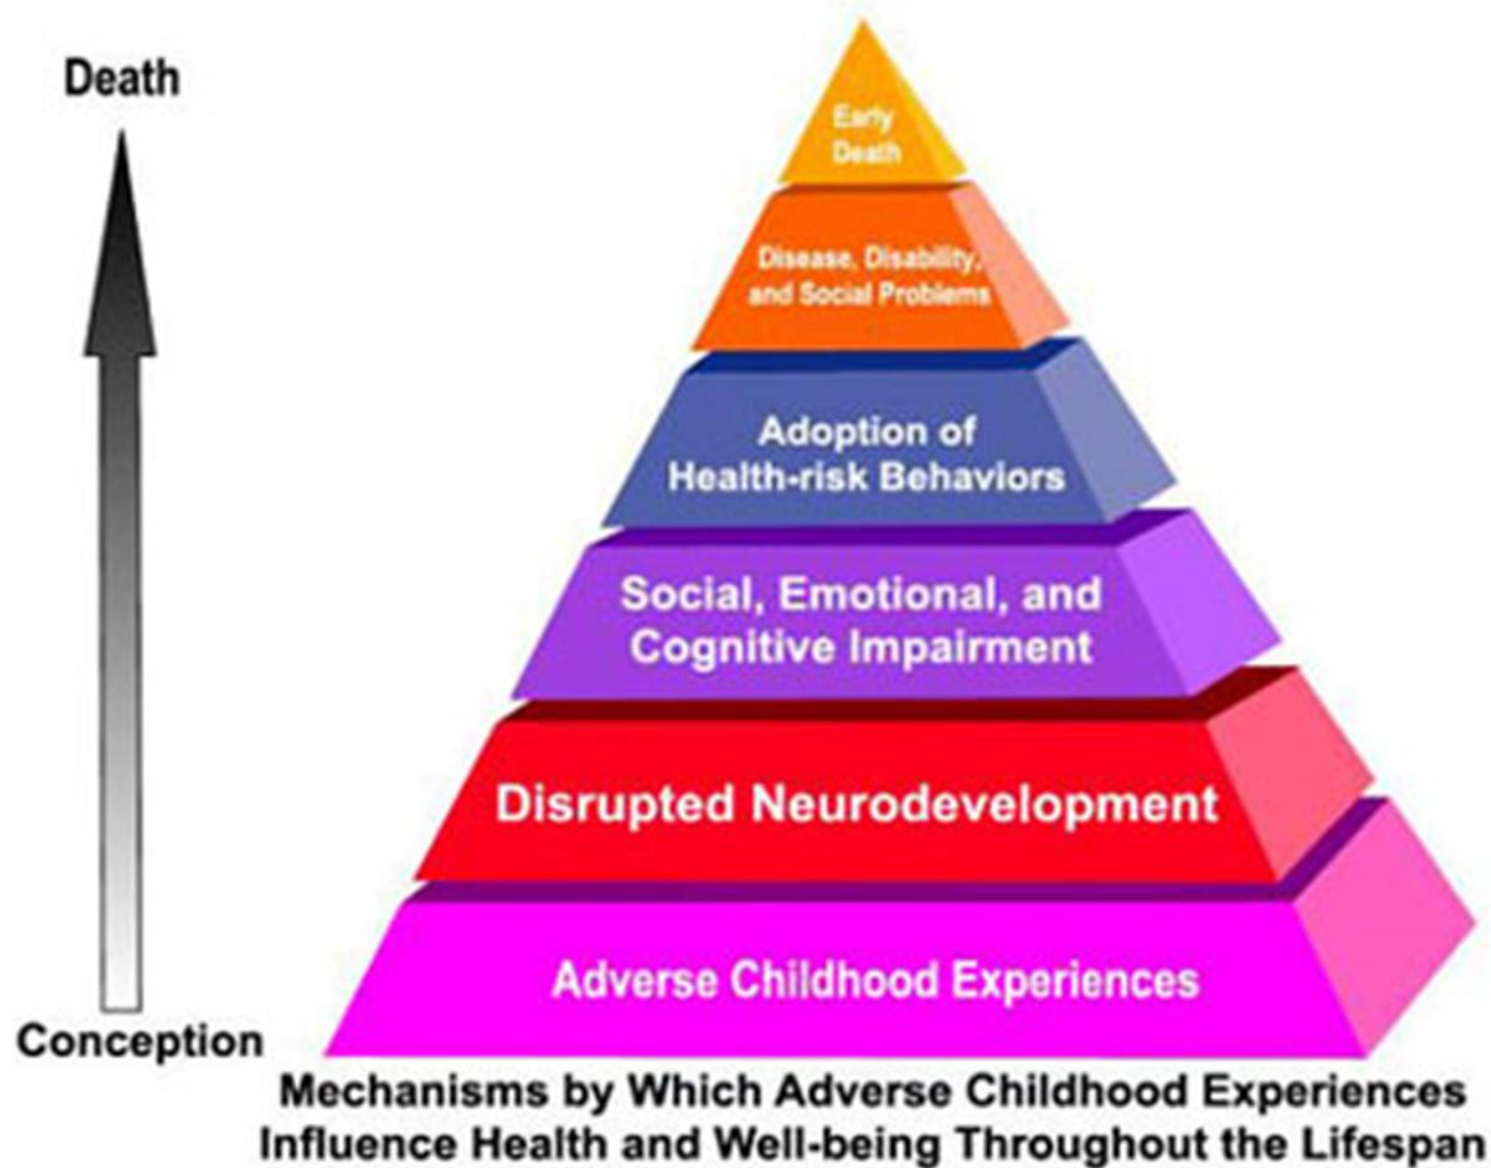 Death
Early
Death
Disease, Disability,
and Social Problems
Adoption of
Health-risk Behaviors
Social, Emotional, and
Cognitive Impairment
Disrupted Neurodevelopment
Adverse Childhood Experiences
Conception
Mechanisms by Which Adverse Childhood Experiences
Influence Health and Well-being Throughout the Lifespan